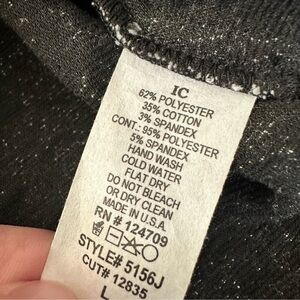 IC
62% POLYESTER
35% COTTON
3% SPANDEX
CONT.: 95% POLYESTER
5% SPANDEX
HAND WASH
COLD WATER
FLAT DRY
DO NOT BLEACH
OR DRY CLEAN
MADE IN U.S.A.
RN # 124709
STYLE# 5156J
CUT# 12835
L